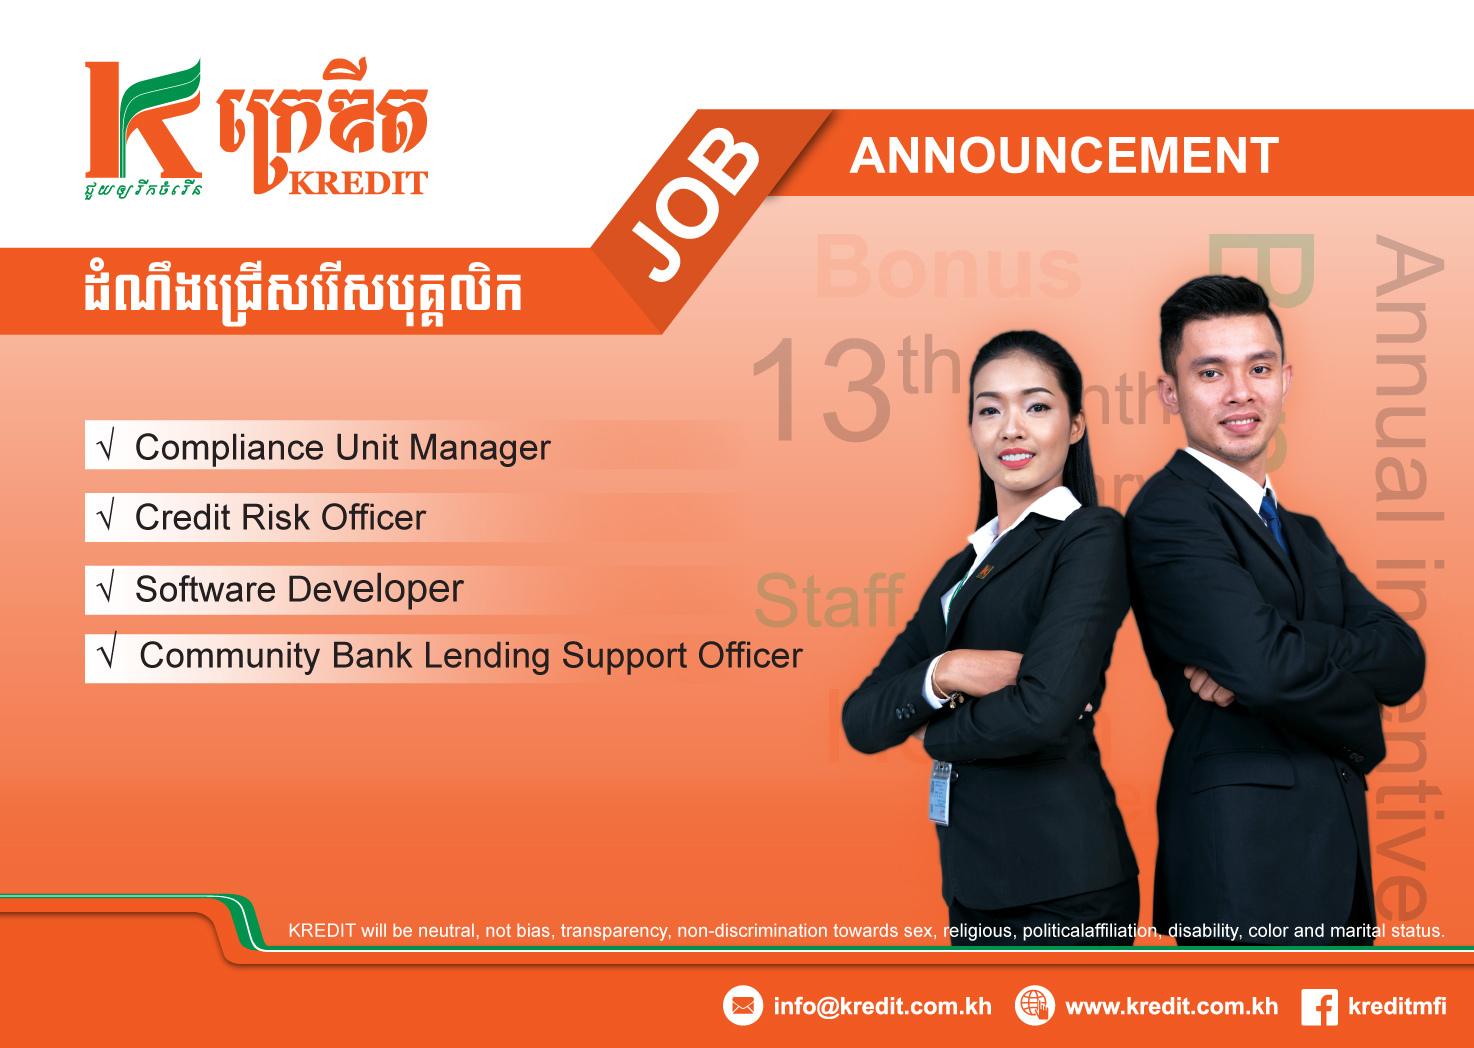 ក្រេឌីត
KREDIT
ជួយឲ្យរីកចំរើន
JOB
ANNOUNCEMENT
ដំណឹងជ្រើសរើសបុគ្គលិក
Bonus
13th
Staff
Annual incentive
√ Compliance Unit Manager
√ Credit Risk Officer
√ Software Developer
√ Community Bank Lending Support Officer
KREDIT will be neutral, not bias, transparency, non-discrimination towards sex, religious, politicalaffiliation, disability, color and marital status.
info@kredit.com.kh
www.kredit.com.kh
kreditmfi